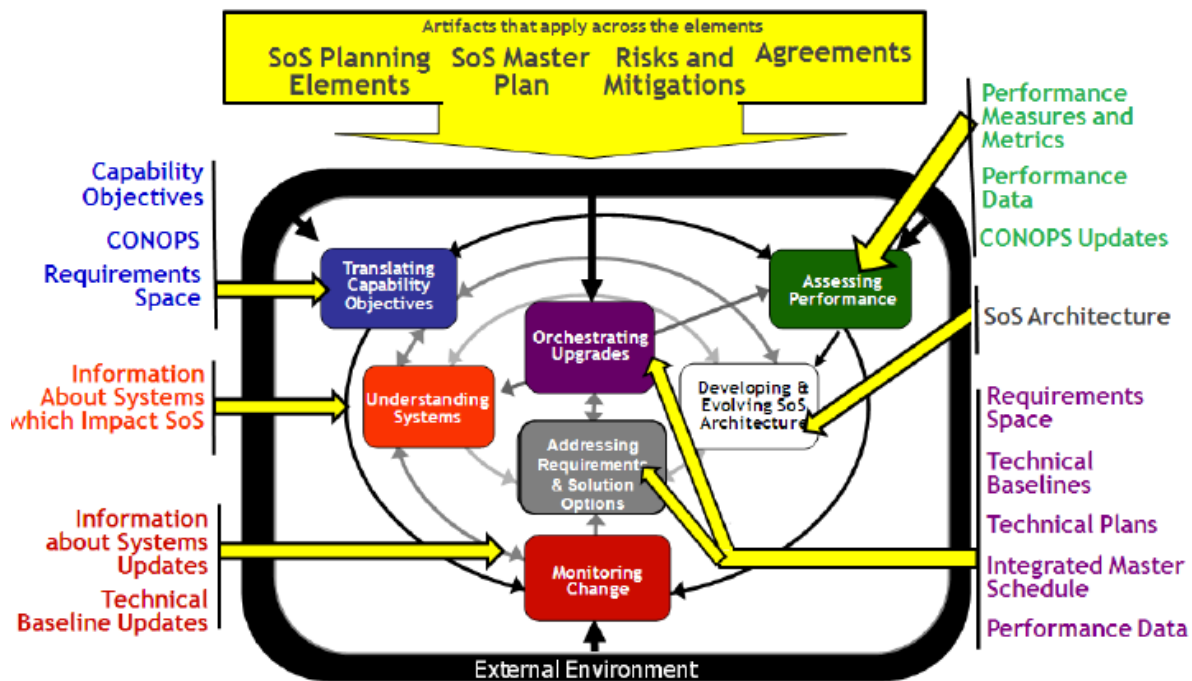 Artifacts that apply across the elements
SoS Planning
Elements
SoS Master
Plan
Risks and
Mitigations
Agreements
Capability
Objectives
CONOPS
Requirements
Space
Information
About Systems
which Impact SoS
Information
about Systems
Updates
Technical
Baseline Updates
Translating
Capability
Objectives
Orchestrating
Upgrades
Assessing
Performance
Understanding
Systems
Developing &
Evolving SoS
Architecture
Addressing
Requirements
& Solution
Options
Monitoring
Change
External Environment
Performance
Measures and
Metrics
Performance
Data
CONOPS Updates
SoS Architecture
Requirements
Space
Technical
Baselines
Technical Plans
Integrated Master
Schedule
Performance Data